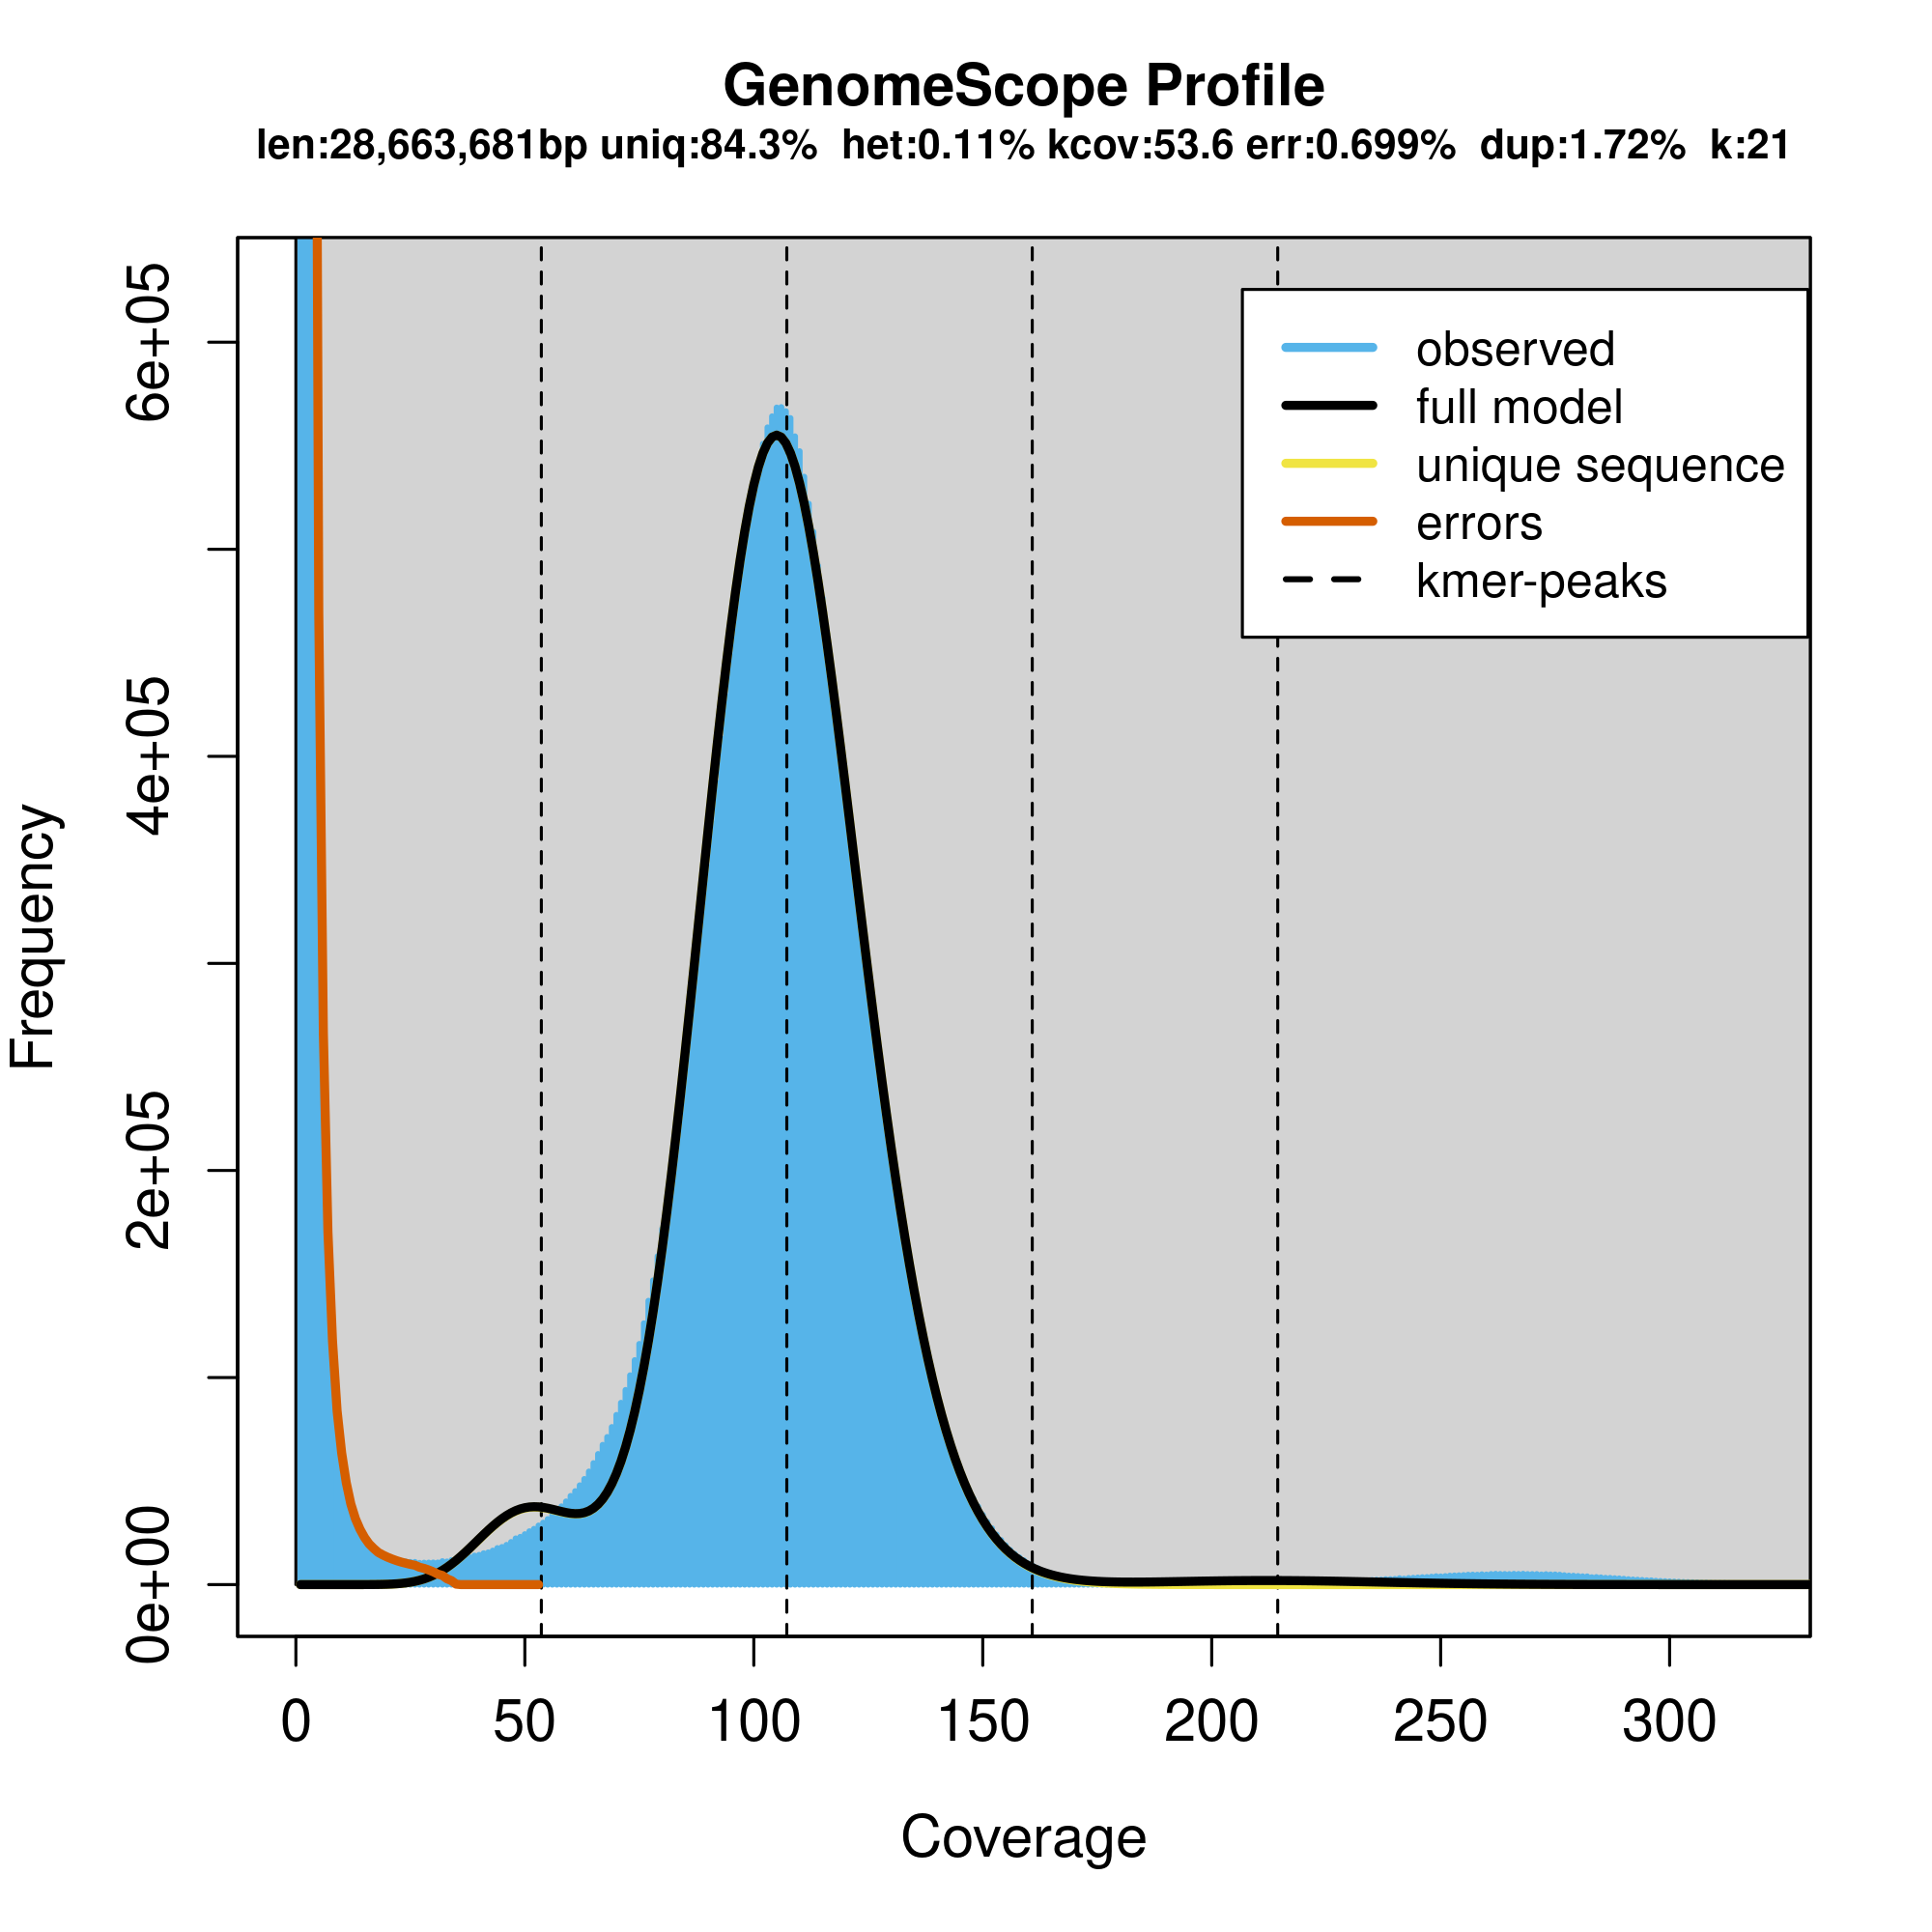 GenomeScope Profile
len:28,663,681bp uniq:84.3% het:0.11% kcov:53.6 err:0.699% dup:1.72% k:21
observed
full model
unique sequence
errors
kmer-peaks
Frequency
6e+05
4e+05
2e+05
0e+00
0 50 100 150 200 250 300
Coverage